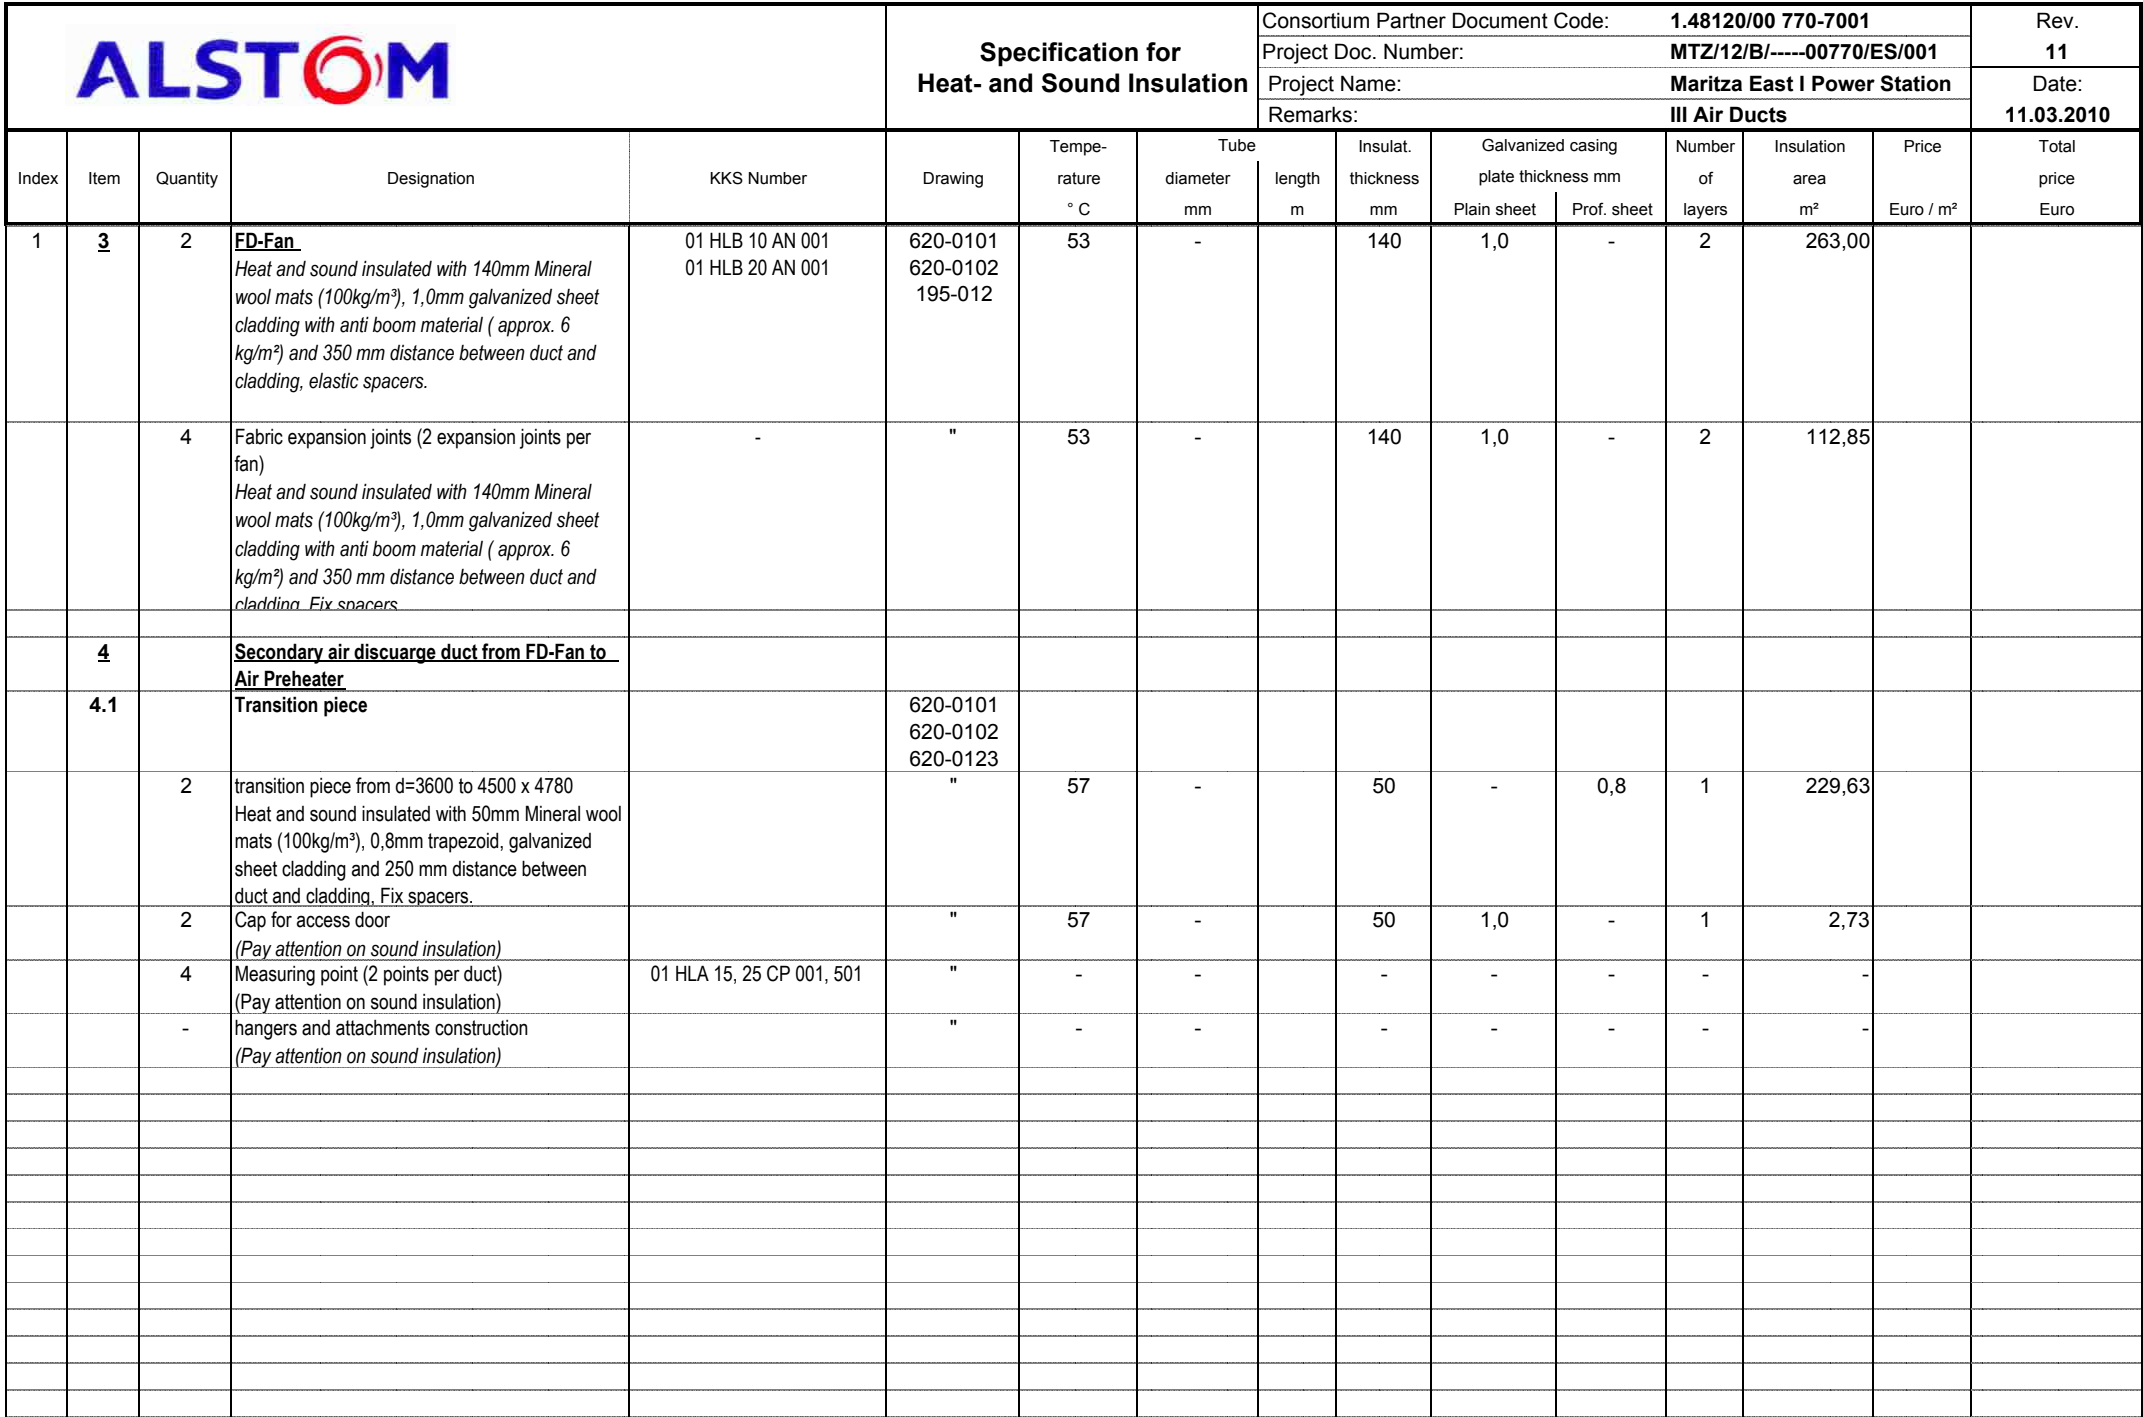 ALSTOM
Specification for
Heat- and Sound Insulation
Consortium Partner Document Code: 1.48120/00 770-7001
Project Doc. Number: MTZ/12/B/-----00770/ES/001
Project Name: Maritza East I Power Station
Remarks: III Air Ducts
Rev.
11
Date:
11.03.2010
Index Item Quantity Designation KKS Number Drawing
Tempe-
rature
° C
Tube
diameter length
mm m
Insulat.
thickness
mm
Galvanized casing
plate thickness mm
Plain sheet Prof. sheet
Number
of
layers
Insulation
area
m²
Price
Euro / m²
Total
price
Euro
1 3 2 FD-Fan 01 HLB 10 AN 001 620-0101 53 - 140 1,0 - 2 263,00
Heat and sound insulated with 140mm Mineral 01 HLB 20 AN 001 620-0102
wool mats (100kg/m³), 1,0mm galvanized sheet 195-012
cladding with anti boom material ( approx. 6
kg/m²) and 350 mm distance between duct and
cladding, elastic spacers.
4 Fabric expansion joints (2 expansion joints per - " 53 - 140 1,0 - 2 112,85
fan)
Heat and sound insulated with 140mm Mineral
wool mats (100kg/m³), 1,0mm galvanized sheet
cladding with anti boom material ( approx. 6
kg/m²) and 350 mm distance between duct and
cladding, Fix spacers.
4 Secondary air discuarge duct from FD-Fan to
Air Preheater
4.1 Transition piece 620-0101
620-0102
620-0123
2 transition piece from d=3600 to 4500 x 4780 " 57 - 50 - 0,8 1 229,63
Heat and sound insulated with 50mm Mineral wool
mats (100kg/m³), 0,8mm trapezoid, galvanized
sheet cladding and 250 mm distance between
duct and cladding, Fix spacers.
2 Cap for access door " 57 - 50 1,0 - 1 2,73
(Pay attention on sound insulation)
4 Measuring point (2 points per duct) 01 HLA 15, 25 CP 001, 501 " - - - - - - -
(Pay attention on sound insulation)
- hangers and attachments construction " - - - - - - -
(Pay attention on sound insulation)